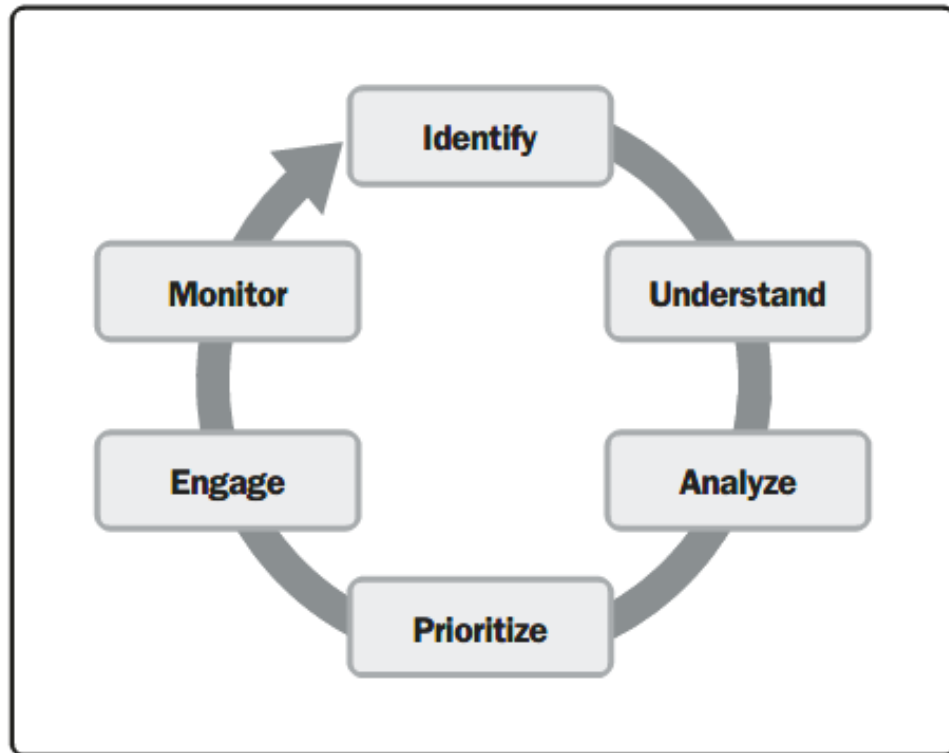 Identify
Understand
Analyze
Prioritize
Engage
Monitor